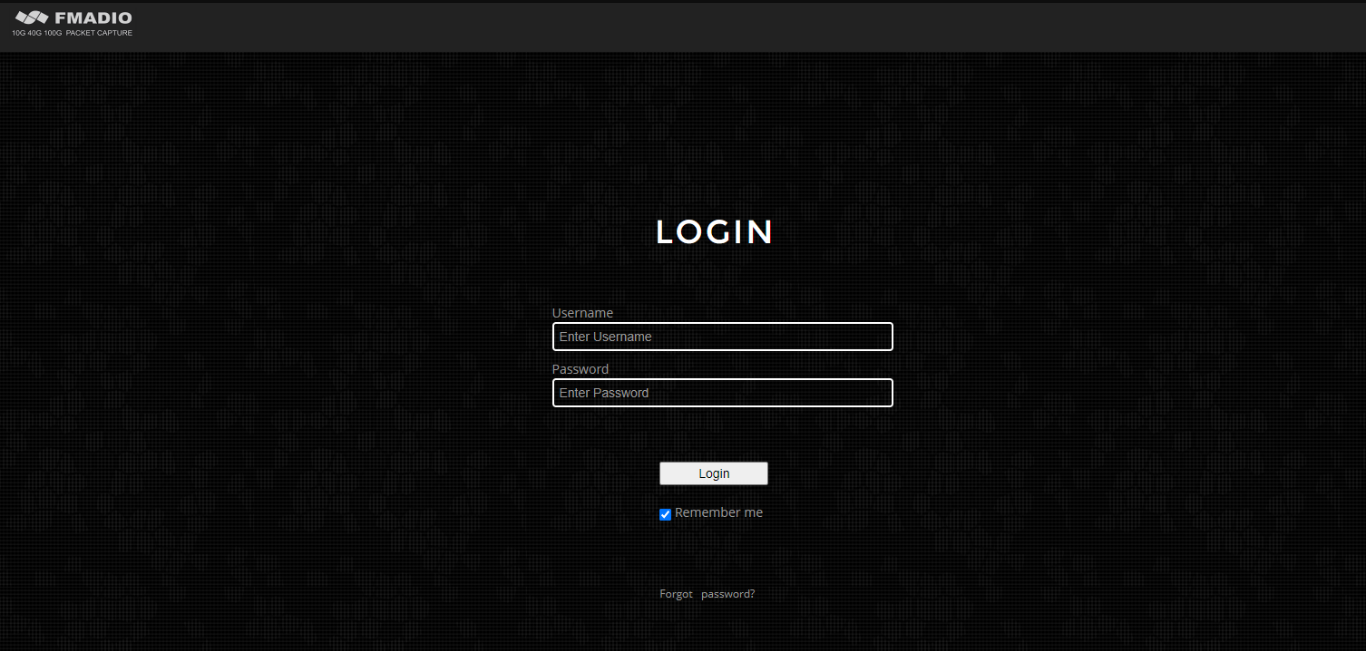 FMADIO
10G 40G 100G PACKET CAPTURE
LOGIN
Username
Enter Username
Password
Enter Password
Login
Remember me
Forgot password?